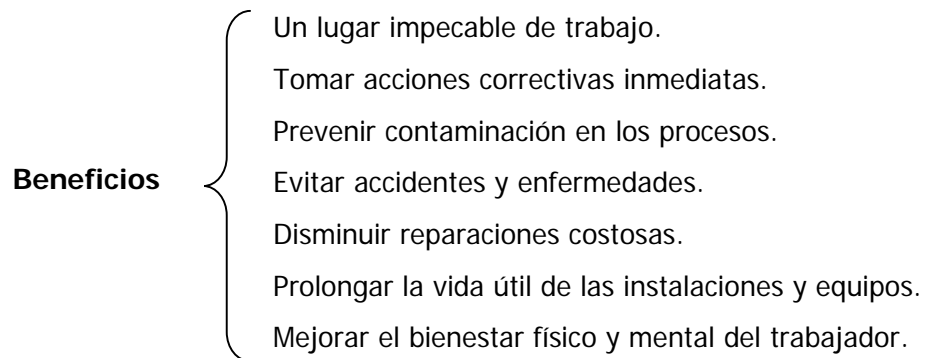 Un lugar impecable de trabajo.
Tomar acciones correctivas inmediatas.
Prevenir contaminación en los procesos.
Beneficios
Evitar accidentes y enfermedades.
Disminuir reparaciones costosas.
Prolongar la vida útil de las instalaciones y equipos.
Mejorar el bienestar físico y mental del trabajador.